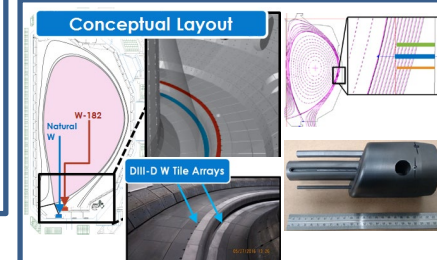 Conceptual Layout
W-182
Natural
W
DIII-D W Tile Arrays